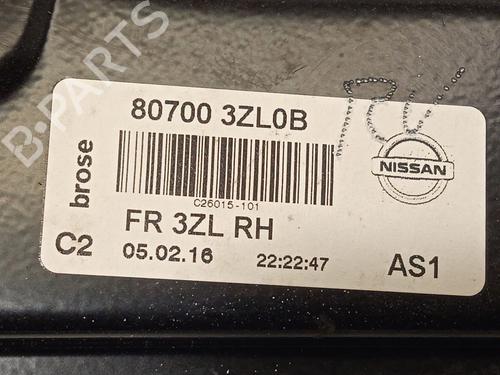 B-PARTS
80700 3ZL0B
brose
C26015-101
NISSAN
FR 3ZL RH
C2
05.02.16
22:22:47
AS1